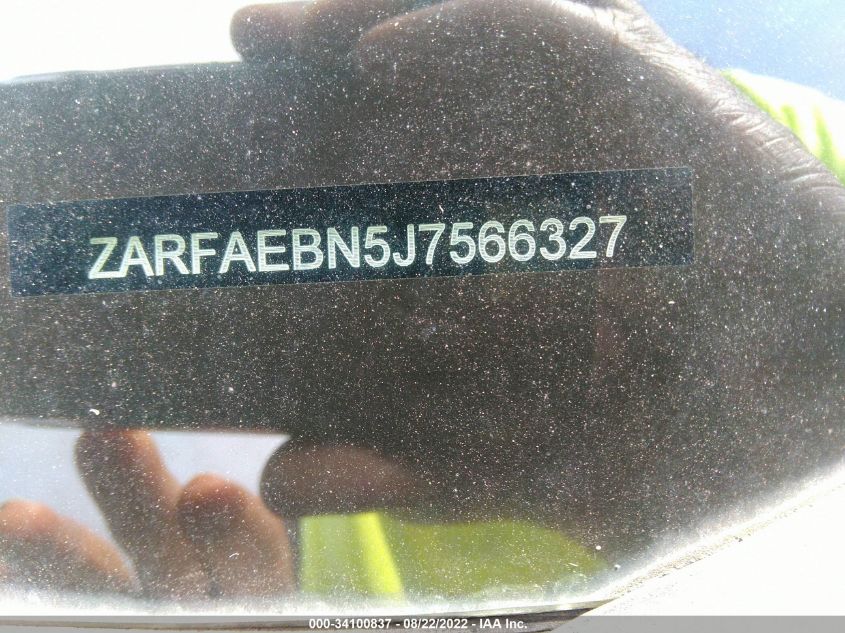 ZARFAEBN5J7566327
000-34100837 - 08/22/2022 - IAA Inc.